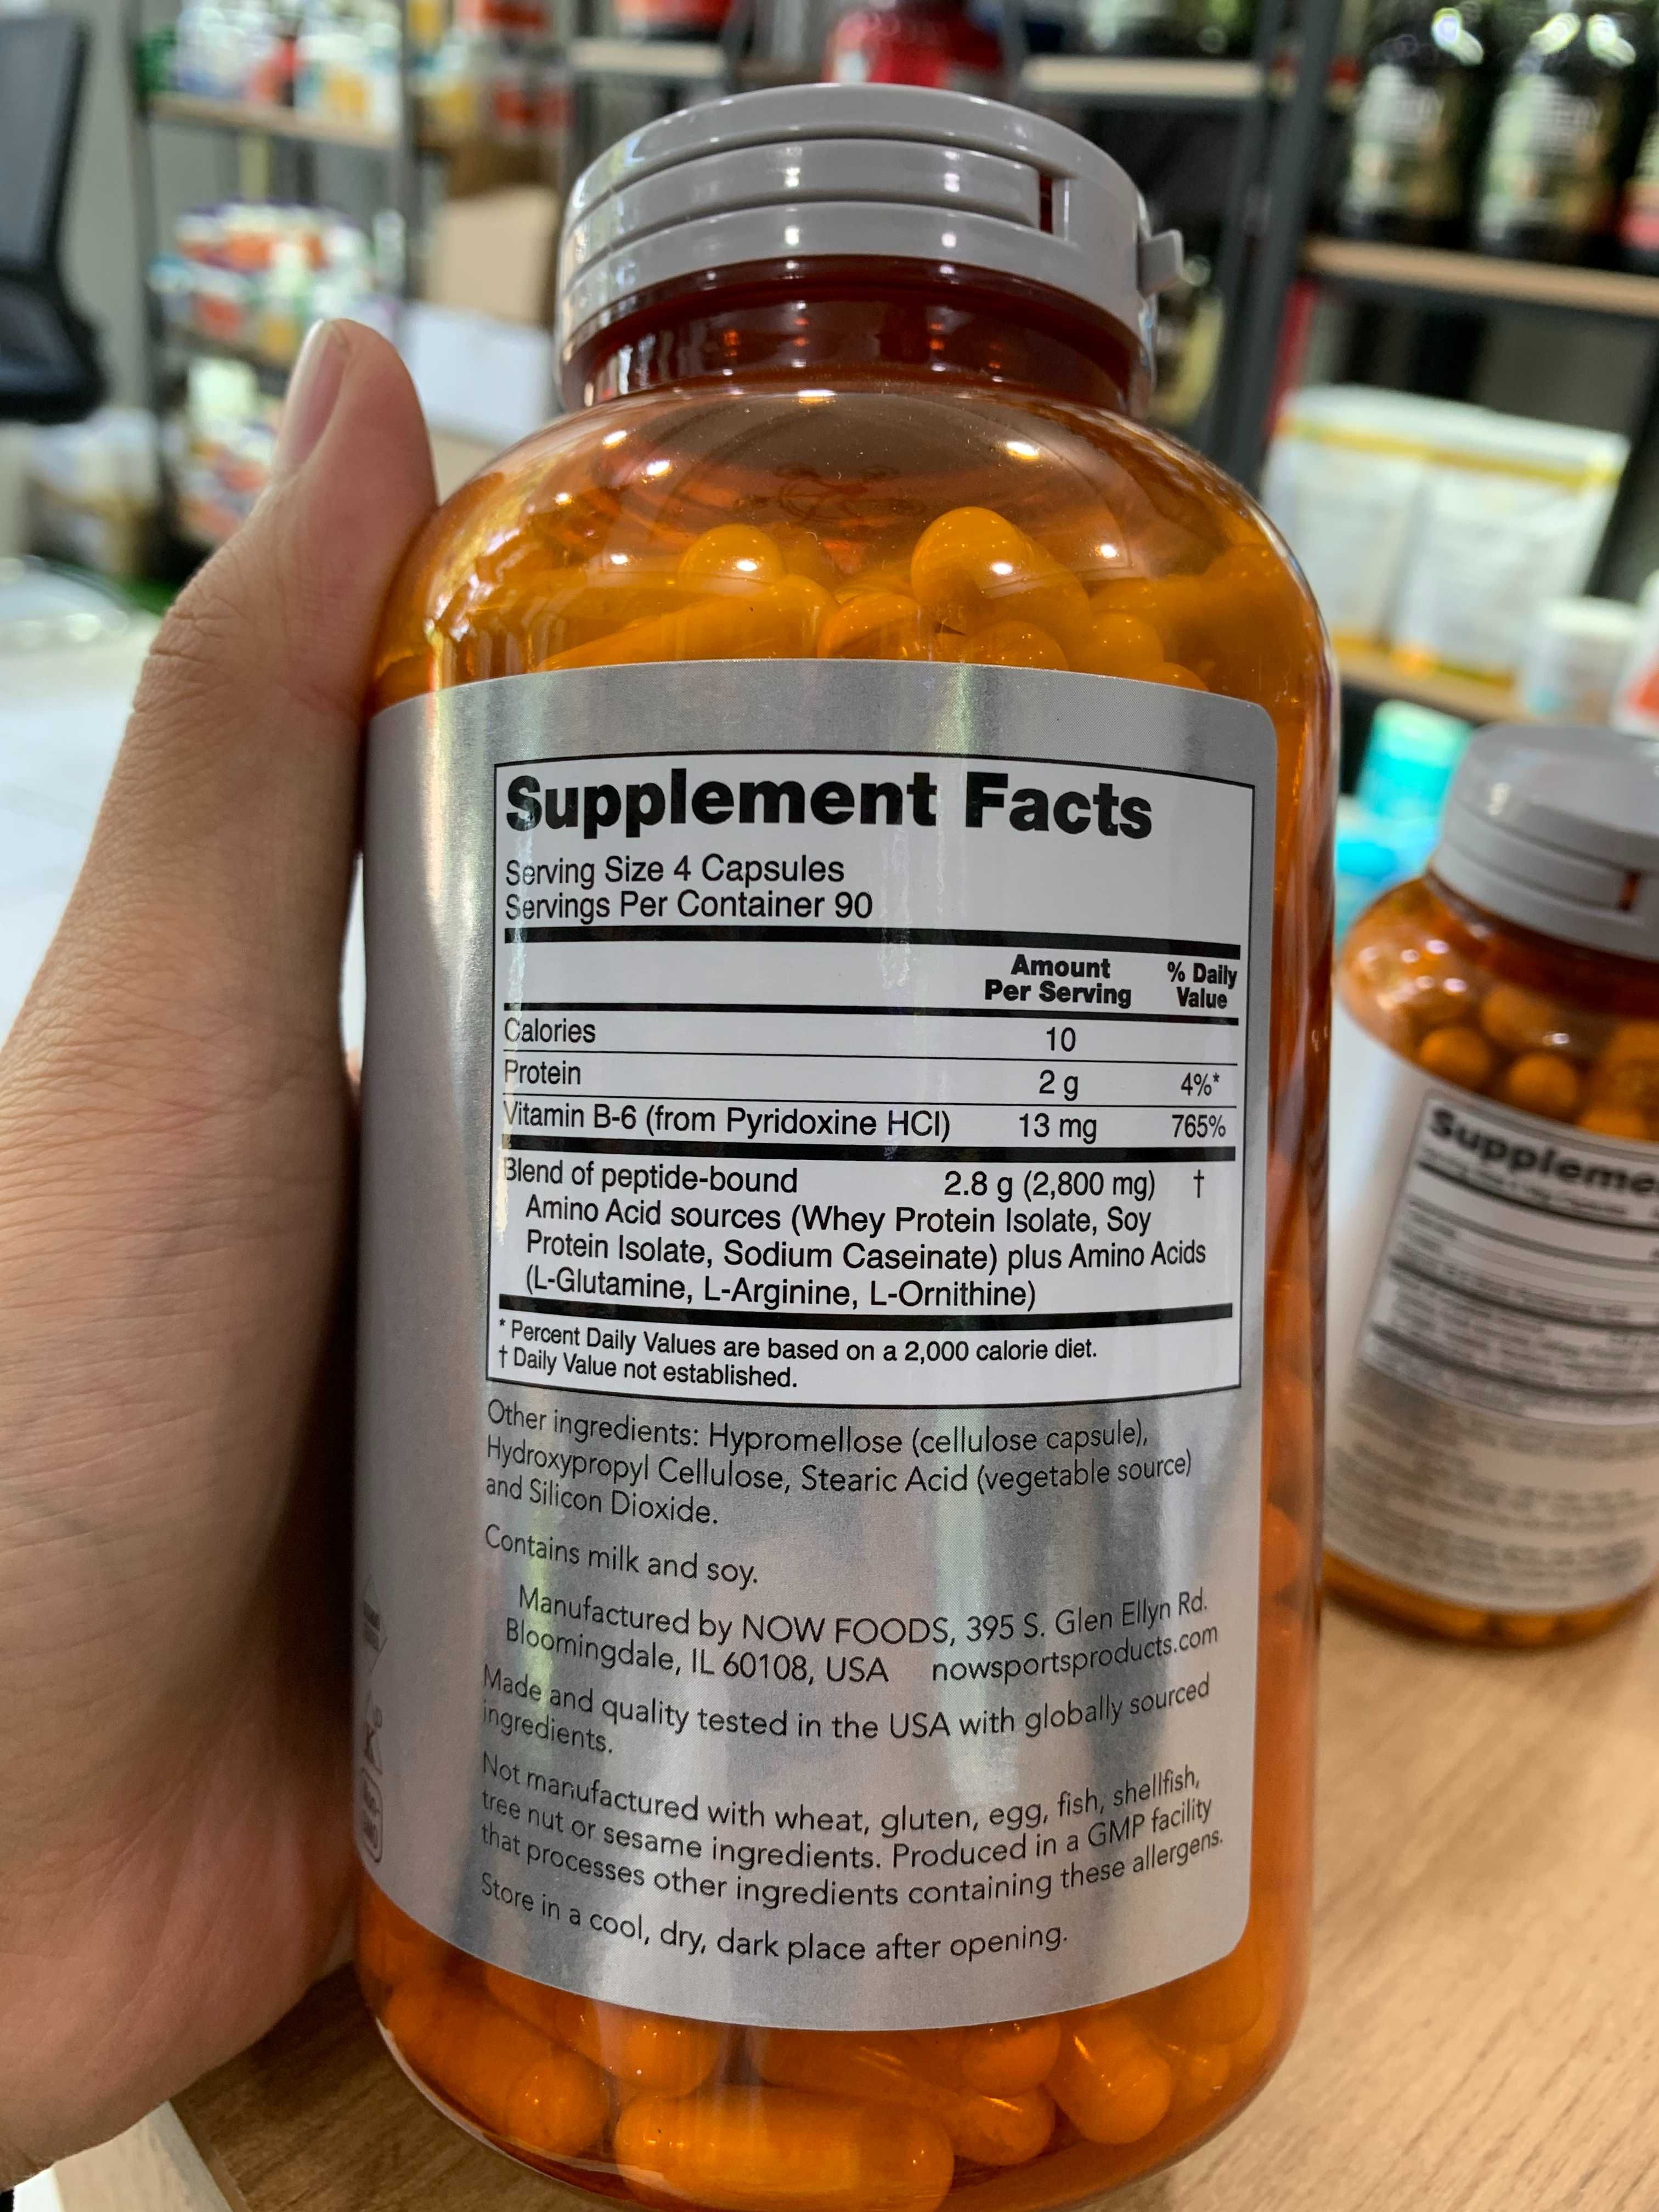 Supplement Facts
Serving Size 4 Capsules
Servings Per Container 90
Amount Per Serving % Daily Value
Calories 10
Protein 2 g 4%*
Vitamin B-6 (from Pyridoxine HCl) 13 mg 765%
Blend of peptide-bound 2.8 g (2,800 mg) †
Amino Acid sources (Whey Protein Isolate, Soy
Protein Isolate, Sodium Caseinate) plus Amino Acids
(L-Glutamine, L-Arginine, L-Ornithine)
* Percent Daily Values are based on a 2,000 calorie diet.
† Daily Value not established.
Other ingredients: Hypromellose (cellulose capsule),
Hydroxypropyl Cellulose, Stearic Acid (vegetable source)
and Silicon Dioxide.
Contains milk and soy.
Manufactured by NOW FOODS, 395 S. Glen Ellyn Rd.
Bloomingdale, IL 60108, USA nowsportsproducts.com
Made and quality tested in the USA with globally sourced
ingredients.
Not manufactured with wheat, gluten, egg, fish, shellfish,
tree nut or sesame ingredients. Produced in a GMP facility
that processes other ingredients containing these allergens.
Store in a cool, dry, dark place after opening.
Suppleme